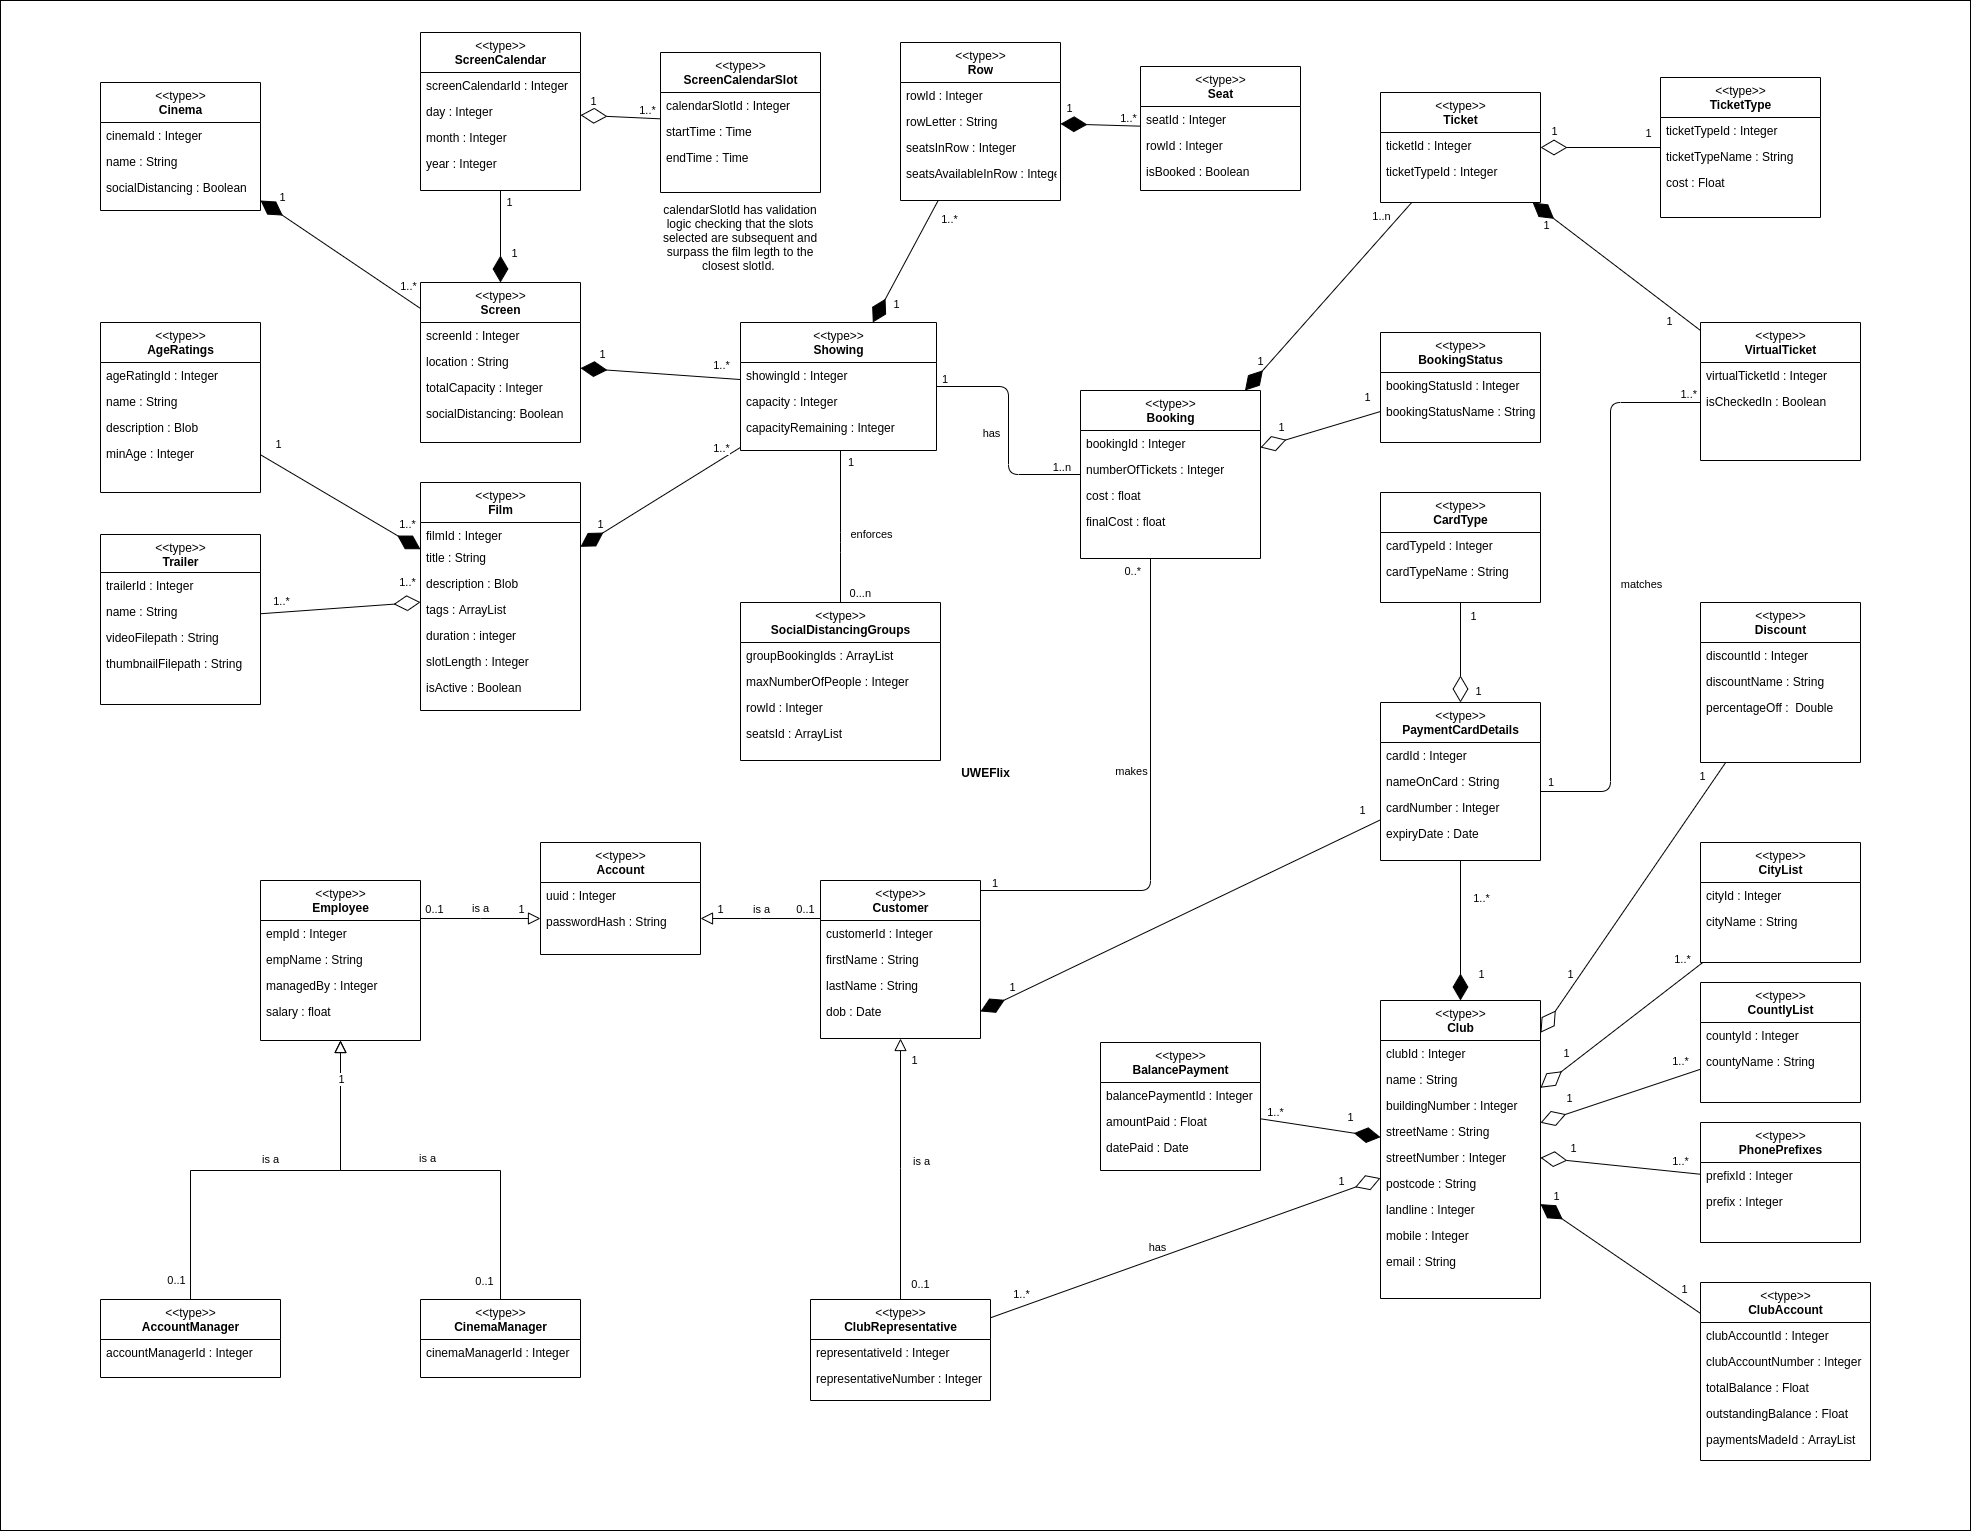 <<type>>
Cinema
cinemaId : Integer
name : String
socialDistancing : Boolean
1
1..*
<<type>>
ScreenCalendar
screenCalendarId : Integer
day : Integer
month : Integer
year : Integer
1
1..*
1
1
<<type>>
ScreenCalendarSlot
calendarSlotId : Integer
startTime : Time
endTime : Time
calendarSlotId has validation
logic checking that the slots
selected are subsequent and
surpass the film legth to the
closest slotId.
<<type>>
Row
rowId : Integer
rowLetter : String
seatsInRow : Integer
seatsAvailableInRow : Intege
1
1..*
1..*
1
<<type>>
Seat
seatId : Integer
rowId : Integer
isBooked : Boolean
<<type>>
Ticket
ticketId : Integer
ticketTypeId : Integer
1
1
1..n
1
1
1
<<type>>
TicketType
ticketTypeId : Integer
ticketTypeName : String
cost : Float
<<type>>
Screen
screenId : Integer
location : String
totalCapacity : Integer
socialDistancing: Boolean
1
1..*
<<type>>
AgeRatings
ageRatingId : Integer
name : String
description : Blob
minAge : Integer
1
1..*
<<type>>
Showing
showingId : Integer
capacity : Integer
capacityRemaining : Integer
1
has
1..n
1..*
1
1
enforces
0...n
<<type>>
Booking
bookingId : Integer
numberOfTickets : Integer
cost : float
finalCost : float
1
1
<<type>>
BookingStatus
bookingStatusId : Integer
bookingStatusName : String
<<type>>
VirtualTicket
virtualTicketId : Integer
isCheckedIn : Boolean
1..*
matches
1
<<type>>
Film
filmId : Integer
title : String
description : Blob
tags : ArrayList
duration : integer
slotLength : Integer
isActive : Boolean
<<type>>
Trailer
trailerId : Integer
name : String
videoFilepath : String
thumbnailFilepath : String
1..*
1..*
<<type>>
SocialDistancingGroups
groupBookingIds : ArrayList
maxNumberOfPeople : Integer
rowId : Integer
seatsId : ArrayList
UWEFlix
0..*
makes
1
<<type>>
CardType
cardTypeId : Integer
cardTypeName : String
1
1
<<type>>
Discount
discountId : Integer
discountName : String
percentageOff :  Double
1
1
<<type>>
PaymentCardDetails
cardId : Integer
nameOnCard : String
cardNumber : Integer
expiryDate : Date
1
1
1..*
1
<<type>>
Employee
empId : Integer
empName : String
managedBy : Integer
salary : float
0..1
is a
1
<<type>>
Account
uuid : Integer
passwordHash : String
1
is a
0..1
<<type>>
Customer
customerId : Integer
firstName : String
lastName : String
dob : Date
<<type>>
CityList
cityId : Integer
cityName : String
1..*
1
<<type>>
CountlyList
countyId : Integer
countyName : String
1..*
1
<<type>>
Club
clubId : Integer
name : String
buildingNumber : Integer
streetName : String
streetNumber : Integer
postcode : String
landline : Integer
mobile : Integer
email : String
<<type>>
BalancePayment
balancePaymentId : Integer
amountPaid : Float
datePaid : Date
1..*
1
<<type>>
PhonePrefixes
prefixId : Integer
prefix : Integer
1
1..*
1
is a
is a
0..1
0..1
1
is a
0..1
1
has
1..*
1
1
<<type>>
AccountManager
accountManagerId : Integer
<<type>>
CinemaManager
cinemaManagerId : Integer
<<type>>
ClubRepresentative
representativeId : Integer
representativeNumber : Integer
<<type>>
ClubAccount
clubAccountId : Integer
clubAccountNumber : Integer
totalBalance : Float
outstandingBalance : Float
paymentsMadeId : ArrayList